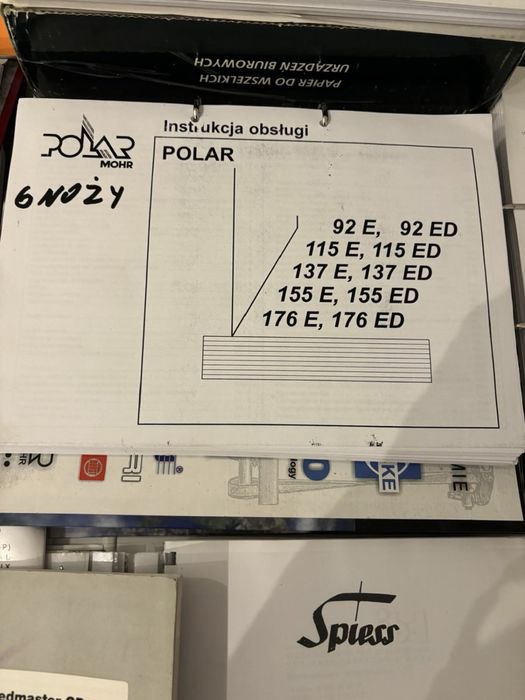 PAPIER DO WSZELKICH
URZĄDZEŃ BIUROWYCH
POLAR
MOHR
Instrukcja obsługi
POLAR
6 NOŻY
92 E, 92 ED
115 E, 115 ED
137 E, 137 ED
155 E, 155 ED
176 E, 176 ED
Spiess